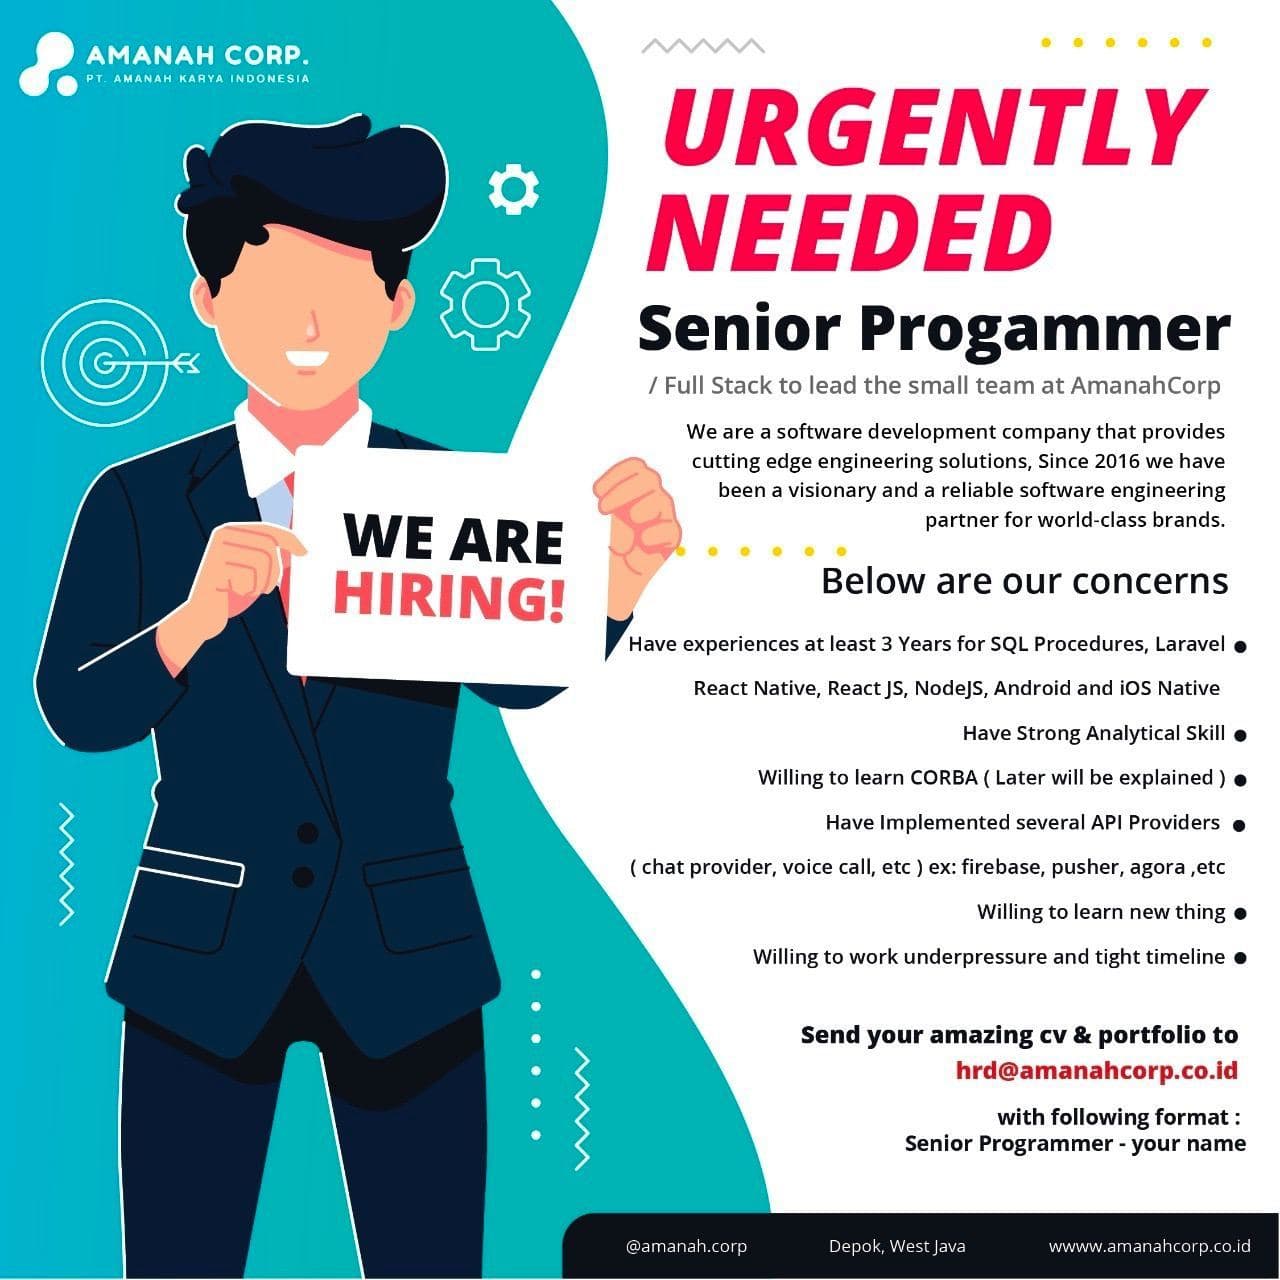 AMANAH CORP.
PT. AMANAH KARYA INDONESIA
URGENTLY
NEEDED
Senior Progammer
/ Full Stack to lead the small team at AmanahCorp
We are a software development company that provides
cutting edge engineering solutions, Since 2016 we have
been a visionary and a reliable software engineering
partner for world-class brands.
WE ARE
HIRING!
Below are our concerns
Have experiences at least 3 Years for SQL Procedures, Laravel
React Native, React JS, NodeJS, Android and iOS Native
Have Strong Analytical Skill
Willing to learn CORBA ( Later will be explained )
Have Implemented several API Providers
( chat provider, voice call, etc ) ex: firebase, pusher, agora ,etc
Willing to learn new thing
Willing to work underpressure and tight timeline
Send your amazing cv & portfolio to
hrd@amanahcorp.co.id
with following format :
Senior Programmer - your name
@amanah.corp
Depok, West Java
wwww.amanahcorp.co.id